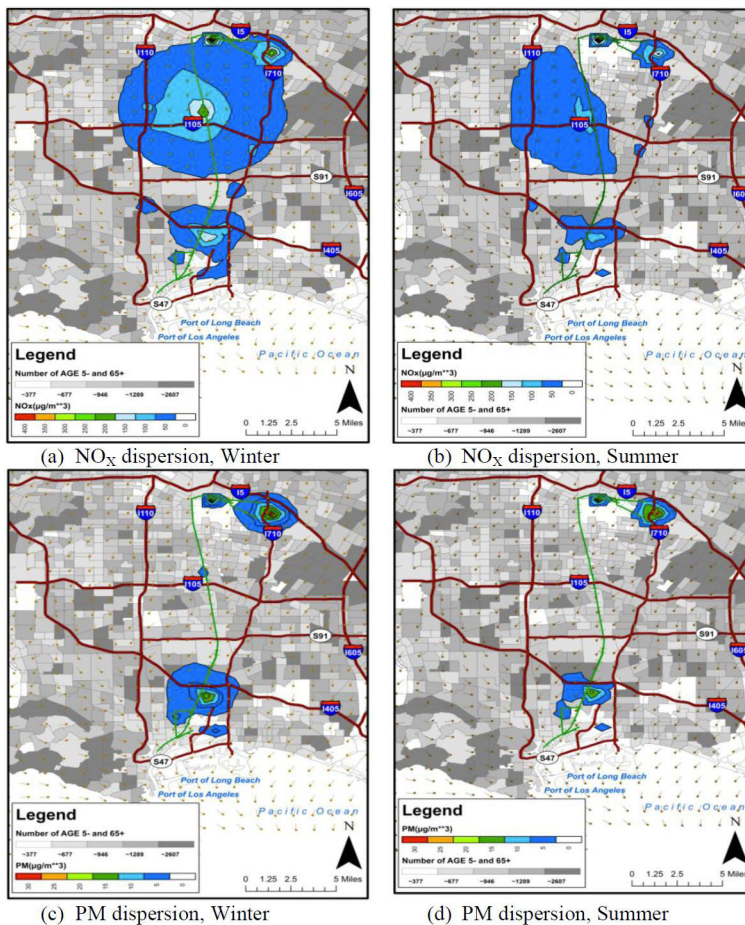 I5
I110
I710
I105
S91
I605
I405
S47
Port of Long Beach
Port of Los Angeles
Pacific Ocean
Legend
Number of AGE 5- and 65+
~377 ~677 ~946 ~1289 ~2607
NOx(µg/m**3)
400 350 300 250 200 150 100 50 0
N
0 1.25 2.5 5 Miles
(a) NOX dispersion, Winter
I5
I110
I710
I105
S91
I605
I405
S47
Port of Long Beach
Port of Los Angeles
Pacific Ocean
Legend
NOx(µg/m**3)
400 350 300 250 200 150 100 50 0
Number of AGE 5- and 65+
~377 ~677 ~946 ~1289 ~2607
N
0 1.25 2.5 5 Miles
(b) NOX dispersion, Summer
I5
I110
I710
I105
S91
I605
I405
S47
Port of Long Beach
Port of Los Angeles
Pacific Ocean
Legend
Number of AGE 5- and 65+
~377 ~677 ~946 ~1289 ~2607
PM(µg/m**3)
30 25 20 15 10 5 0
N
0 1.25 2.5 5 Miles
(c) PM dispersion, Winter
I5
I110
I710
I105
S91
I605
I405
S47
Port of Long Beach
Port of Los Angeles
Pacific Ocean
Legend
PM(µg/m**3)
30 25 20 15 10 5 0
Number of AGE 5- and 65+
~377 ~677 ~946 ~1289 ~2607
N
0 1.25 2.5 5 Miles
(d) PM dispersion, Summer